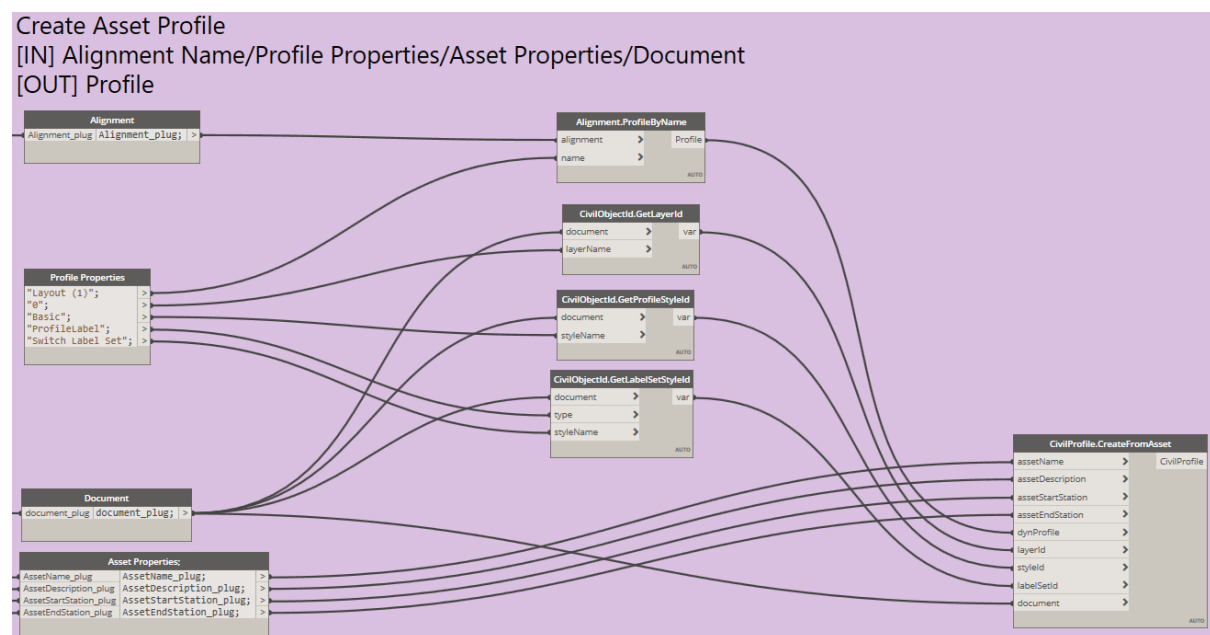 Create Asset Profile
[IN] Alignment Name/Profile Properties/Asset Properties/Document
[OUT] Profile
Alignment
Alignment_plug Alignment_plug; >
Alignment.ProfileByName
alignment > Profile
name >
AUTO
CivilObjectId.GetLayerId
document > var
layerName >
AUTO
Profile Properties
"Layout (1)"; >
"0"; >
"Basic"; >
"ProfileLabel"; >
"Switch Label Set"; >
CivilObjectId.GetProfileStyleId
document > var
styleName >
AUTO
CivilObjectId.GetLabelSetStyleId
document > var
type >
styleName >
AUTO
Document
document_plug document_plug; >
Asset Properties;
AssetName_plug AssetName_plug; >
AssetDescription_plug AssetDescription_plug; >
AssetStartStation_plug AssetStartStation_plug; >
AssetEndStation_plug AssetEndStation_plug; >
CivilProfile.CreateFromAsset
assetName > CivilProfile
assetDescription >
assetStartStation >
assetEndStation >
dynProfile >
layerId >
styleId >
labelSetId >
document >
AUTO